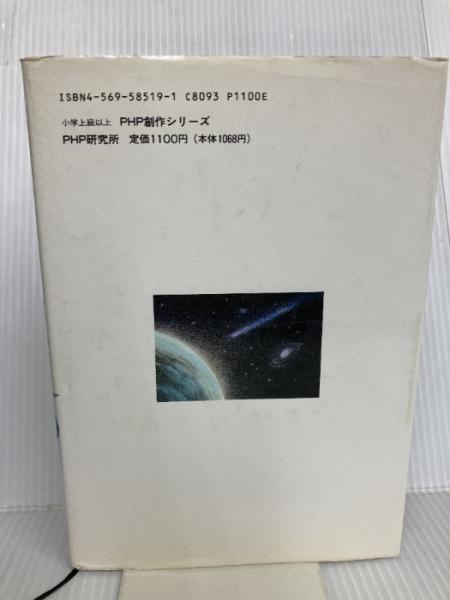 ISBN4-569-58519-1 C8093 P1100E
小学上級以上 PHP創作シリーズ
PHP研究所 定価1100円(本体1068円)